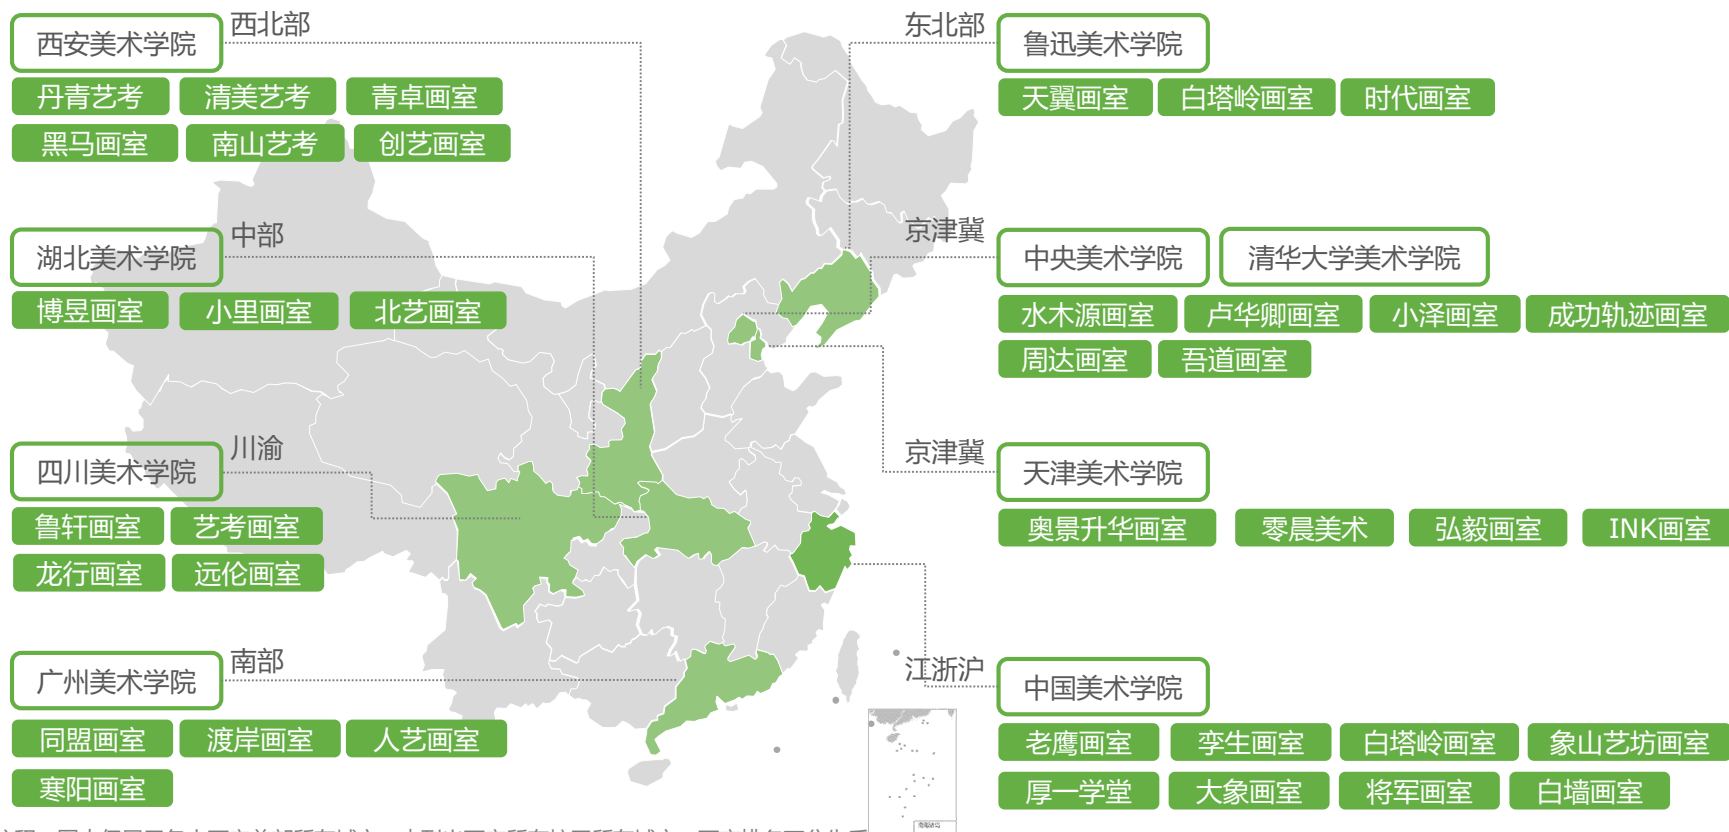 西北部
西安美术学院
丹青艺考 清美艺考 青卓画室
黑马画室 南山艺考 创艺画室
中部
湖北美术学院
博昱画室 小里画室 北艺画室
川渝
四川美术学院
鲁轩画室 艺考画室
龙行画室 远伦画室
南部
广州美术学院
同盟画室 渡岸画室 人艺画室
寒阳画室
东北部
鲁迅美术学院
天翼画室 白塔岭画室 时代画室
京津冀
中央美术学院 清华大学美术学院
水木源画室 卢华卿画室 小泽画室 成功轨迹画室
周达画室 吾道画室
京津冀
天津美术学院
奥景升华画室 零晨美术 弘毅画室 INK画室
江浙沪
中国美术学院
老鹰画室 孪生画室 白塔岭画室 象山艺坊画室
厚一学堂 大象画室 将军画室 白墙画室